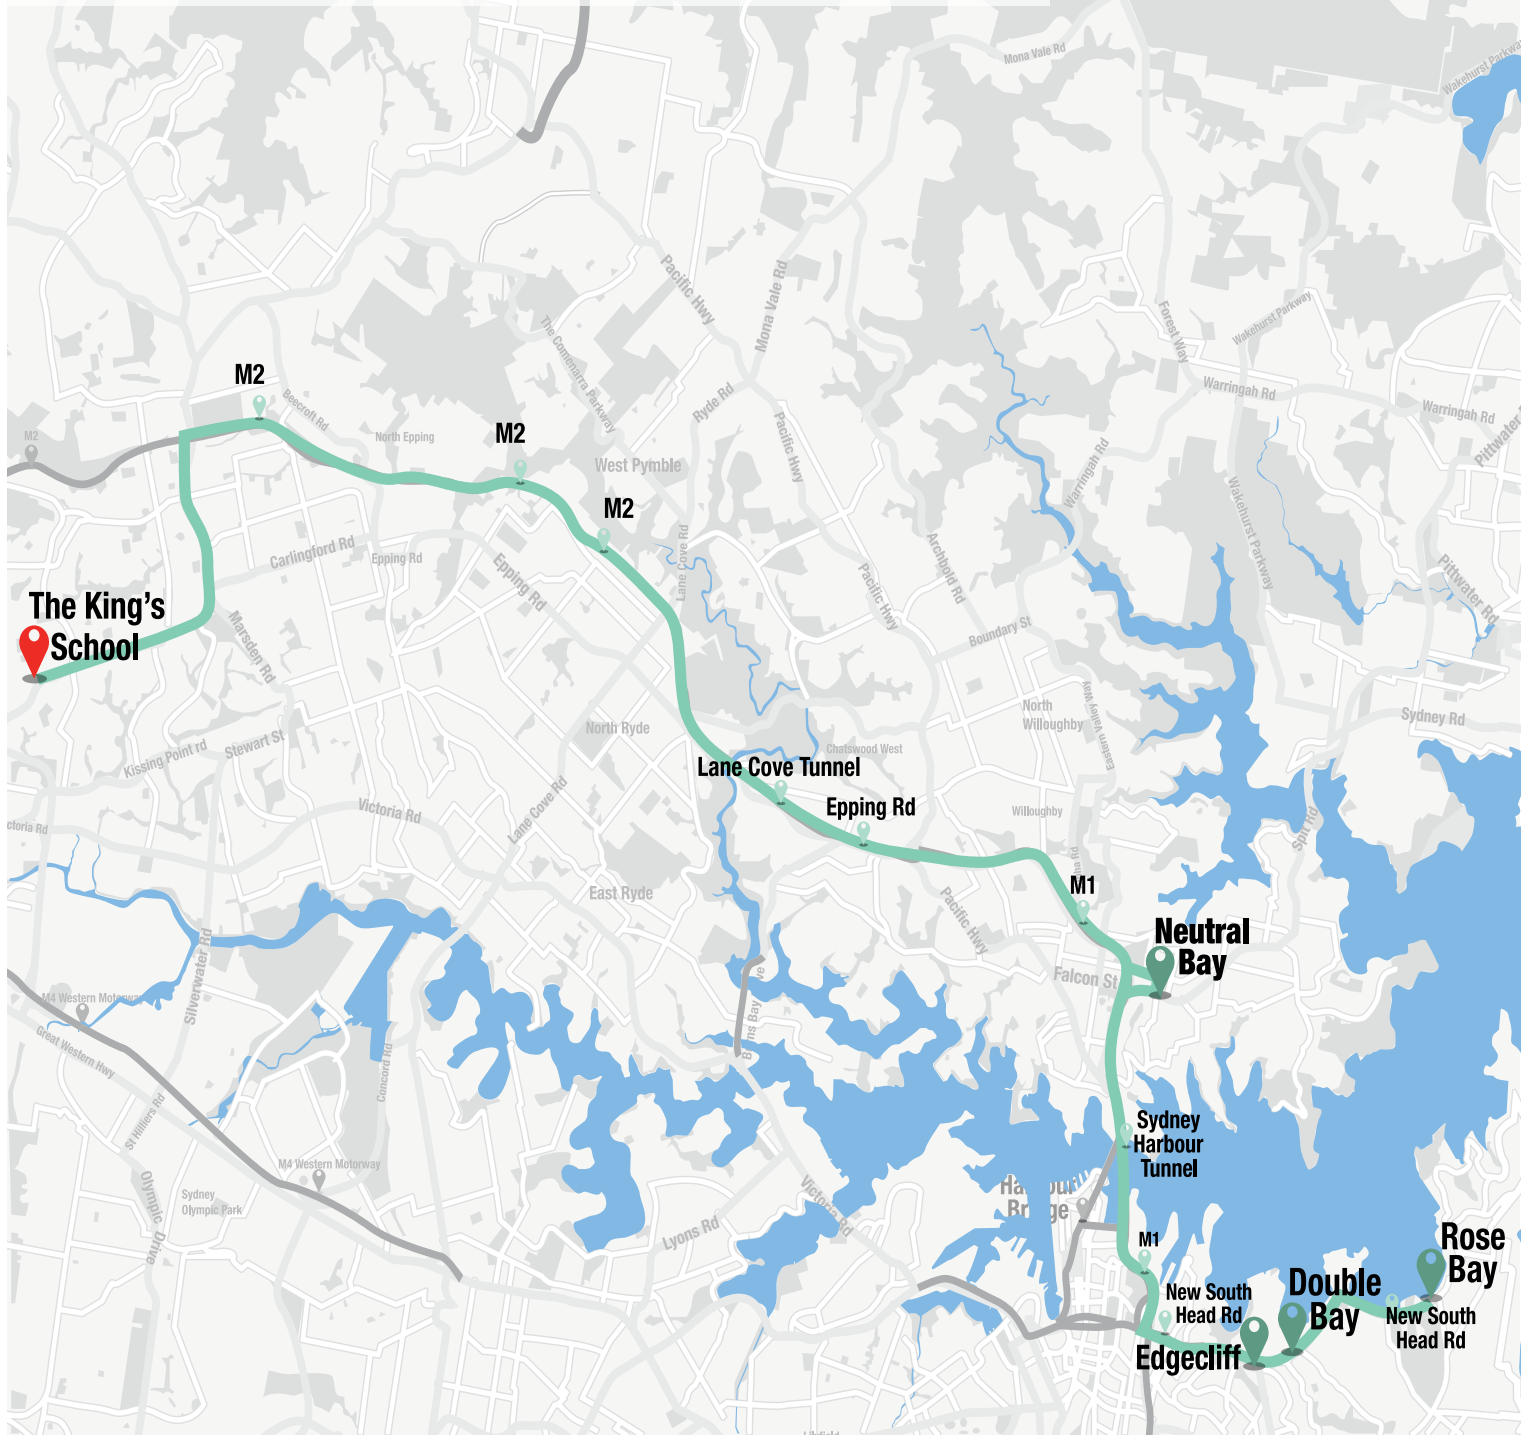 Mona Vale Rd
Wakehurst Parkway
Pacific Hwy
Mona Vale Rd
The Comenarra Parkway
Forest Way
Wakehurst Parkway
M2
Beecroft Rd
Ryde Rd
Warringah Rd
Warringah Rd
M2
North Epping
M2
West Pymble
Pacific Hwy
Warringah Rd
Pittwater
M2
Wakehurst Parkway
Carlingford Rd
Epping Rd
Epping Rd
Lane Cove Rd
Archbold Rd
Pacific Hwy
Pittwater Rd
The King's
School
Marsden Rd
Boundary St
North
Willoughby
Eastern Valley Way
Sydney Rd
North Ryde
Kissing Point rd
Stewart St
Chatswood West
Lane Cove Tunnel
Epping Rd
Willoughby
Victoria Rd
Lane Cove Rd
ctoria Rd
Spit Rd
East Ryde
M1
Pacific Hwy
Neutral
Bay
Silverwater Rd
Falcon St
M4 Western Motorway
Great Western Hwy
Concord Rd
St Hilliers Rd
Sydney
Harbour
Tunnel
M4 Western Motorway
Sydney
Olympic Park
Olympic Drive
Victoria Rd
Lyons Rd
Harbour
Bridge
M1
Rose
Bay
New South
Head Rd
Double
Bay
New South
Head Rd
Edgecliff